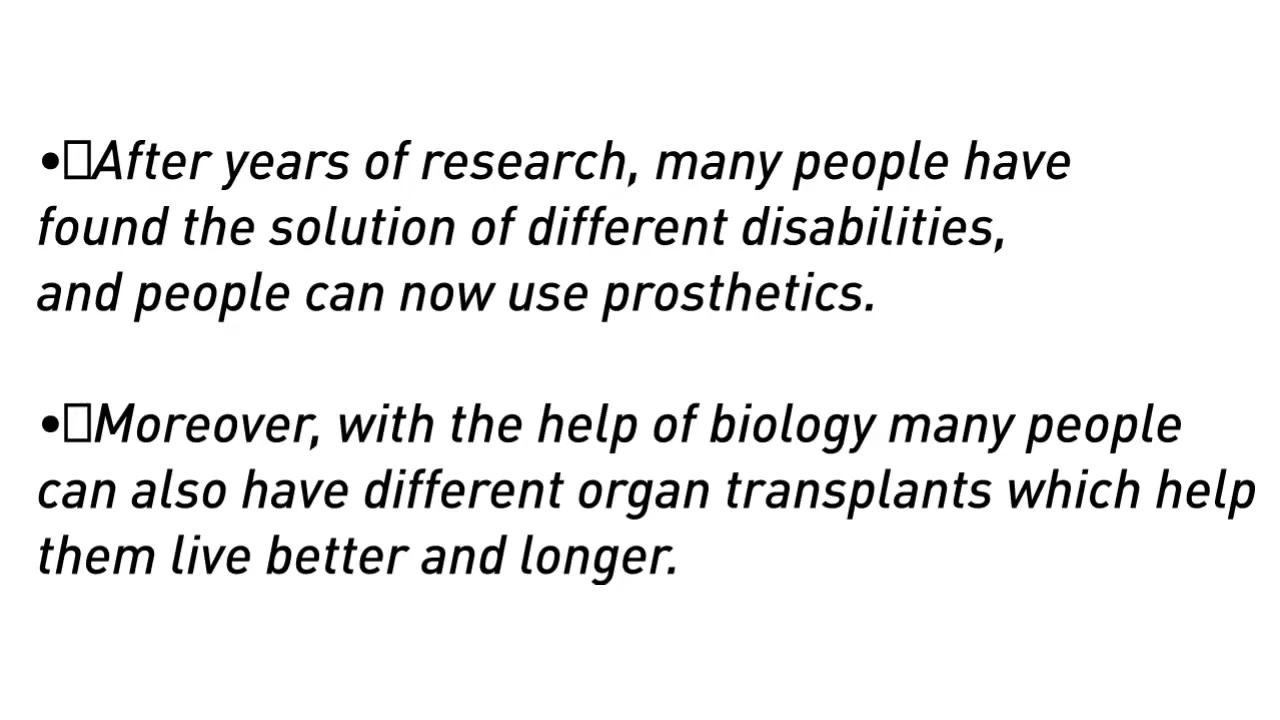 •▯After years of research, many people have
found the solution of different disabilities,
and people can now use prosthetics.
•▯Moreover, with the help of biology many people
can also have different organ transplants which help
them live better and longer.